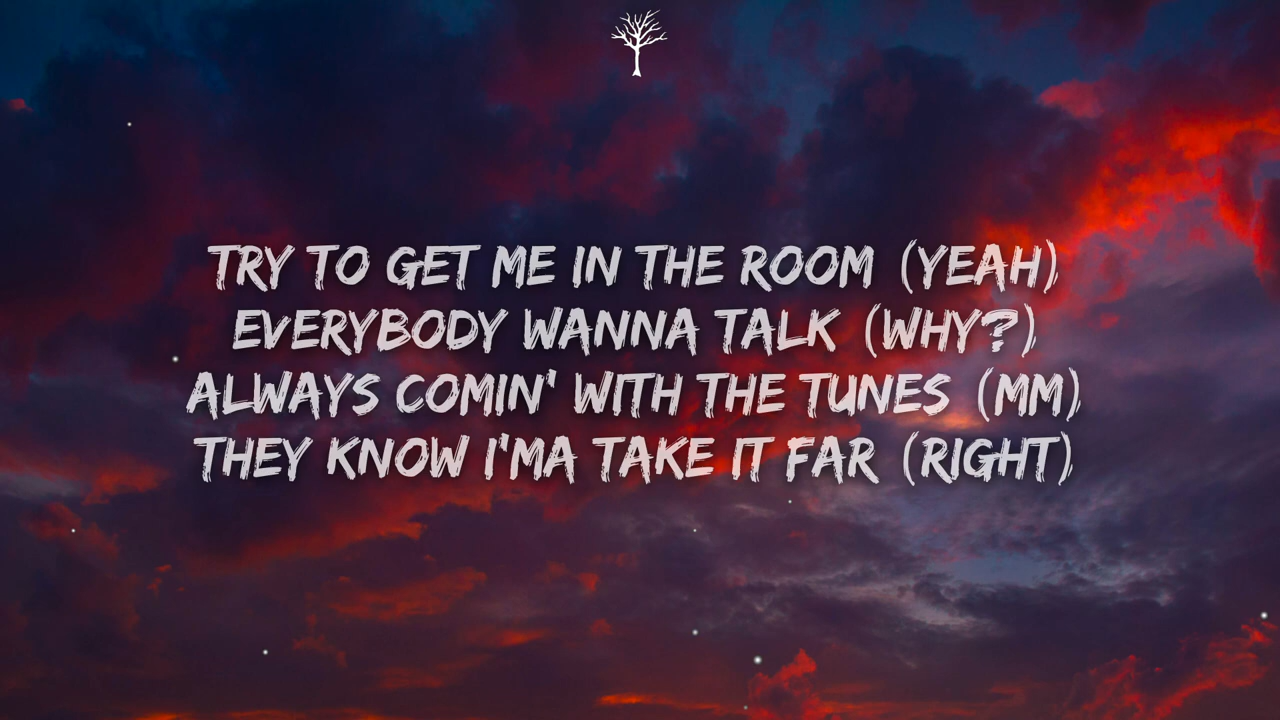 TRY TO GET ME IN THE ROOM (YEAH)
EVERYBODY WANNA TALK (WHY?)
ALWAYS COMIN' WITH THE TUNES (MM)
THEY KNOW I'MA TAKE IT FAR (RIGHT)